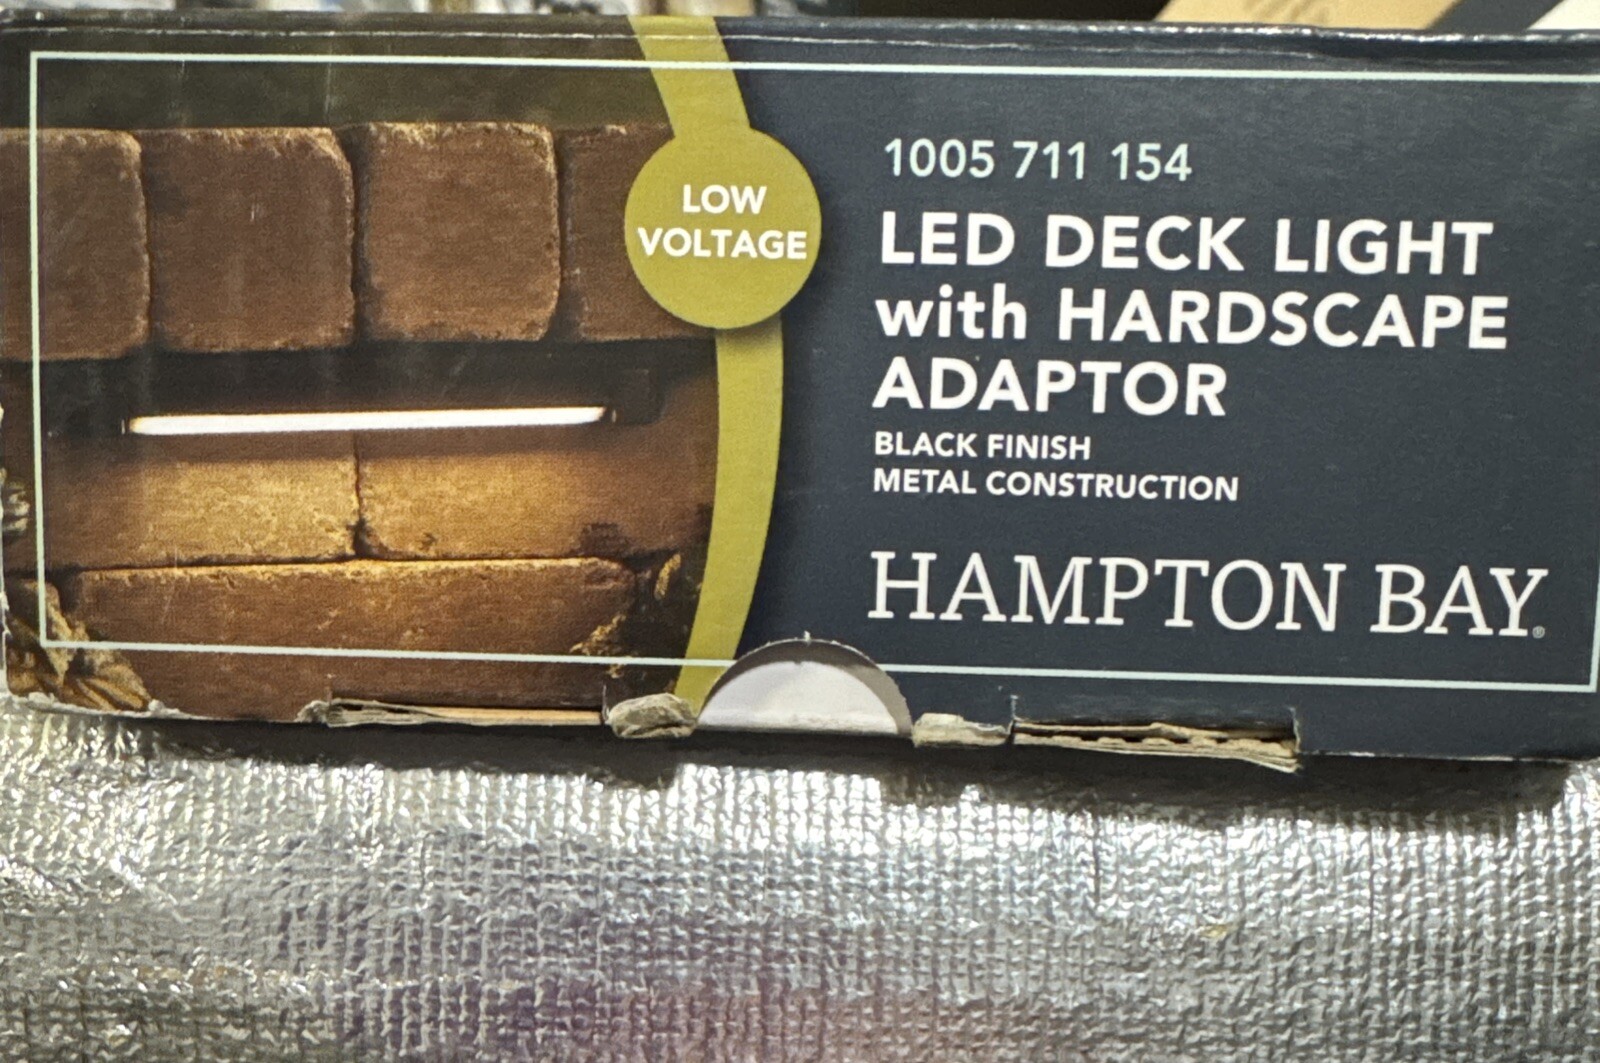 LOW
VOLTAGE
1005 711 154
LED DECK LIGHT
with HARDSCAPE
ADAPTOR
BLACK FINISH
METAL CONSTRUCTION
HAMPTON BAY®